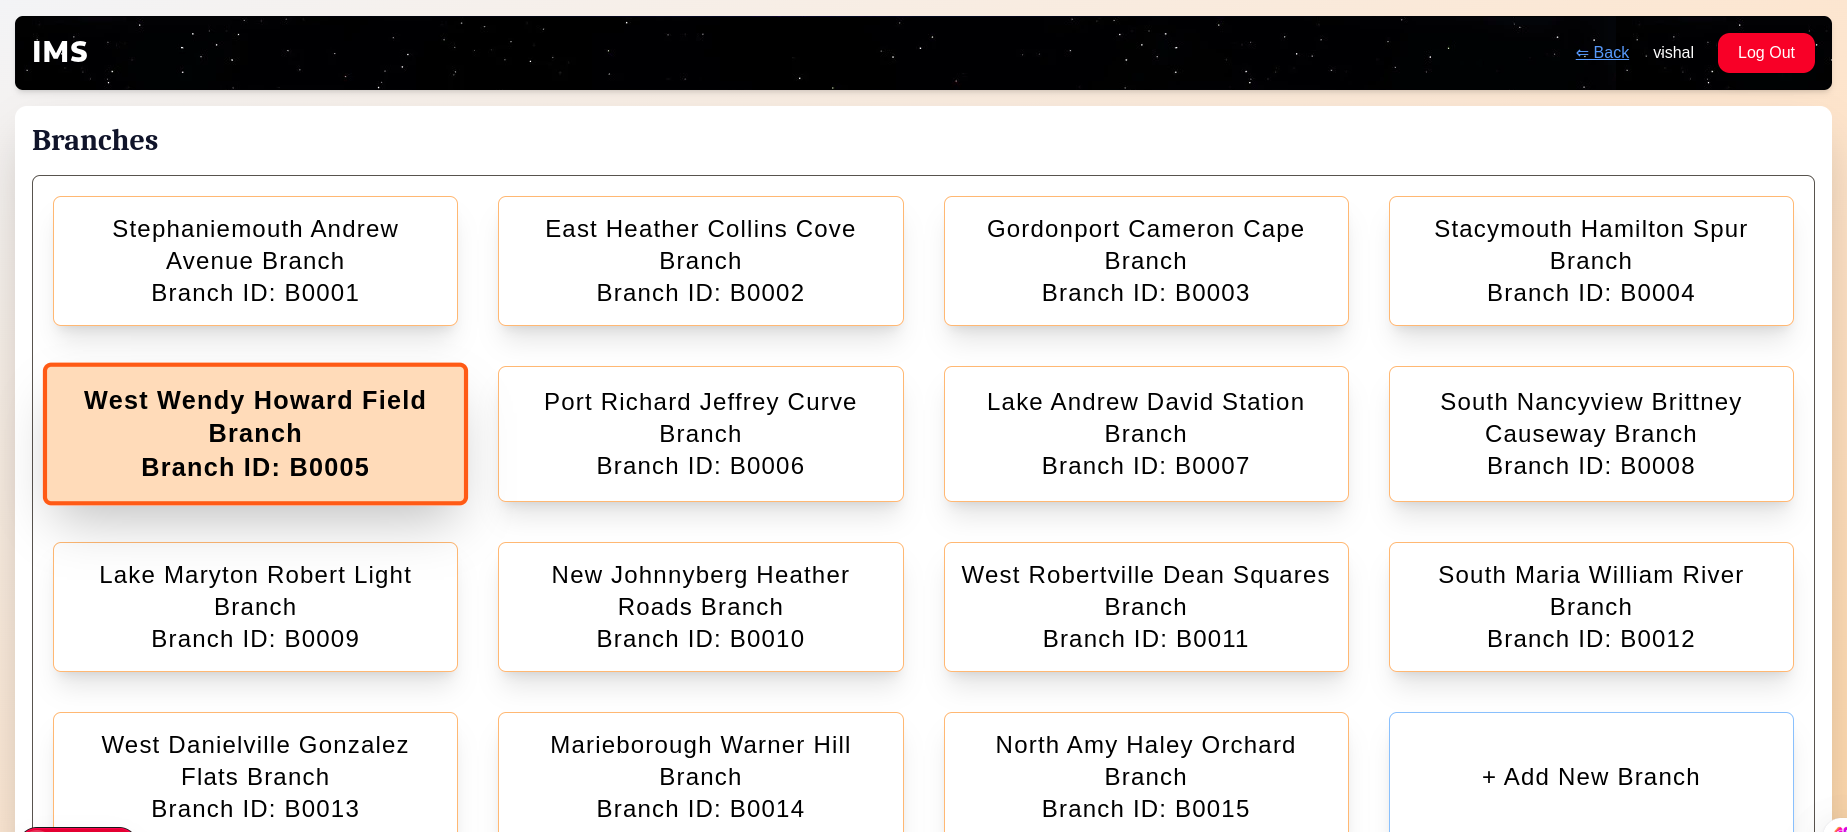 IMS
⇋ Back
vishal
Log Out
Branches
Stephaniemouth Andrew
Avenue Branch
Branch ID: B0001
East Heather Collins Cove
Branch
Branch ID: B0002
Gordonport Cameron Cape
Branch
Branch ID: B0003
Stacymouth Hamilton Spur
Branch
Branch ID: B0004
West Wendy Howard Field
Branch
Branch ID: B0005
Port Richard Jeffrey Curve
Branch
Branch ID: B0006
Lake Andrew David Station
Branch
Branch ID: B0007
South Nancyview Brittney
Causeway Branch
Branch ID: B0008
Lake Maryton Robert Light
Branch
Branch ID: B0009
New Johnnyberg Heather
Roads Branch
Branch ID: B0010
West Robertville Dean Squares
Branch
Branch ID: B0011
South Maria William River
Branch
Branch ID: B0012
West Danielville Gonzalez
Flats Branch
Branch ID: B0013
Marieborough Warner Hill
Branch
Branch ID: B0014
North Amy Haley Orchard
Branch
Branch ID: B0015
+ Add New Branch